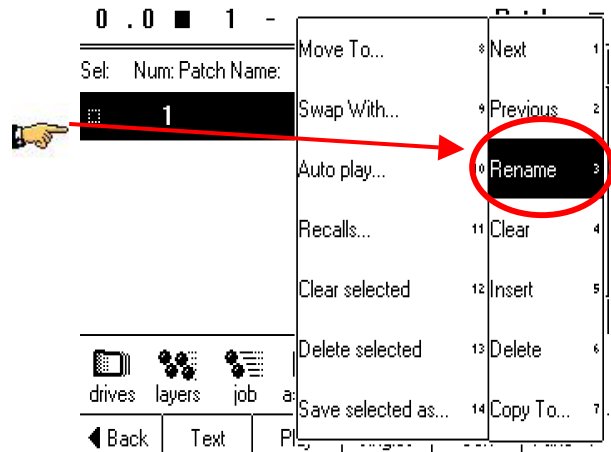 0 .0 ■ 1 -
Sel: Num: Patch Name:
1
Move To... 8
Swap With... 9
Auto play...
Recalls... 11
Clear selected 12
Delete selected 13
Save selected as... 14
Next 1
Previous 2
Rename 3
Clear 4
Insert 5
Delete 6
Copy To... 7
drives layers job
Back Text